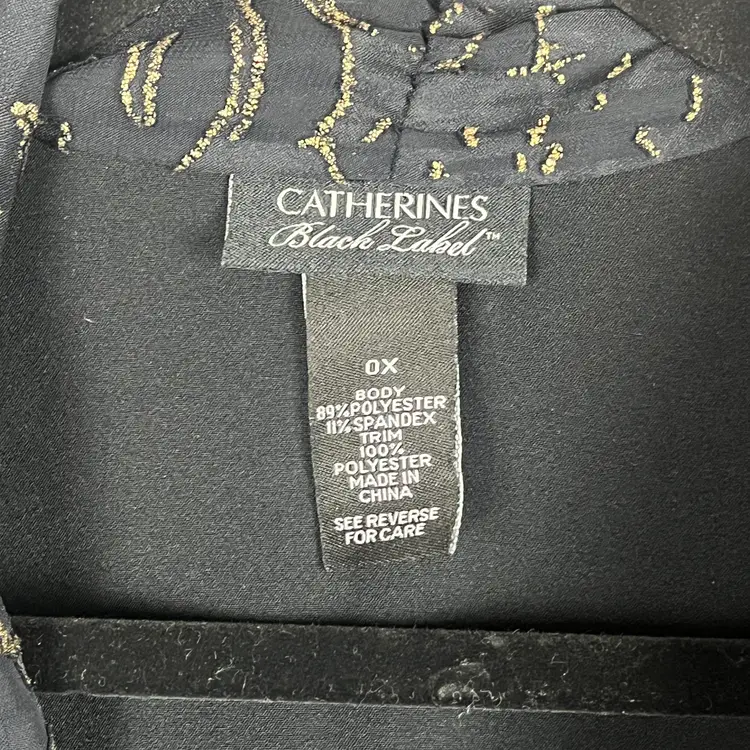 CATHERINES
Black Label™
0X
BODY
89%POLYESTER
11%SPANDEX
TRIM
100%
POLYESTER
MADE IN
CHINA
SEE REVERSE
FOR CARE